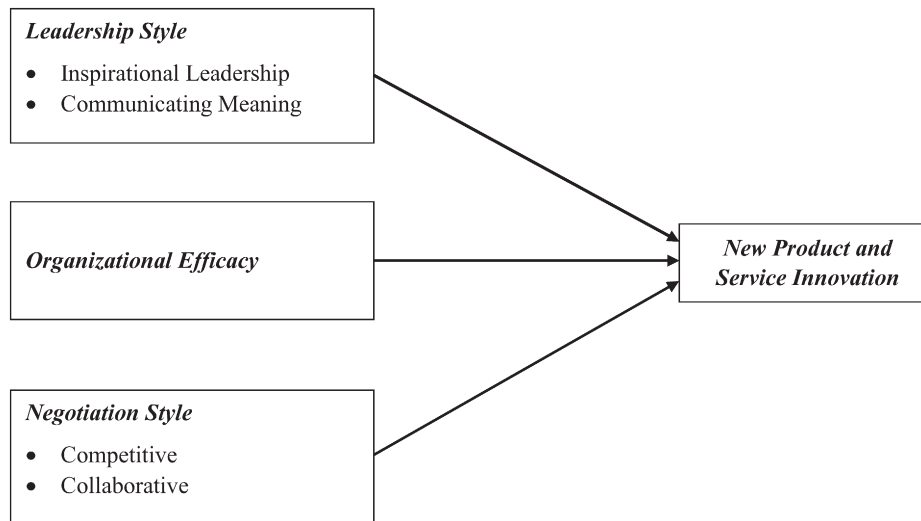 Leadership Style
• Inspirational Leadership
• Communicating Meaning
Organizational Efficacy
Negotiation Style
• Competitive
• Collaborative
New Product and
Service Innovation